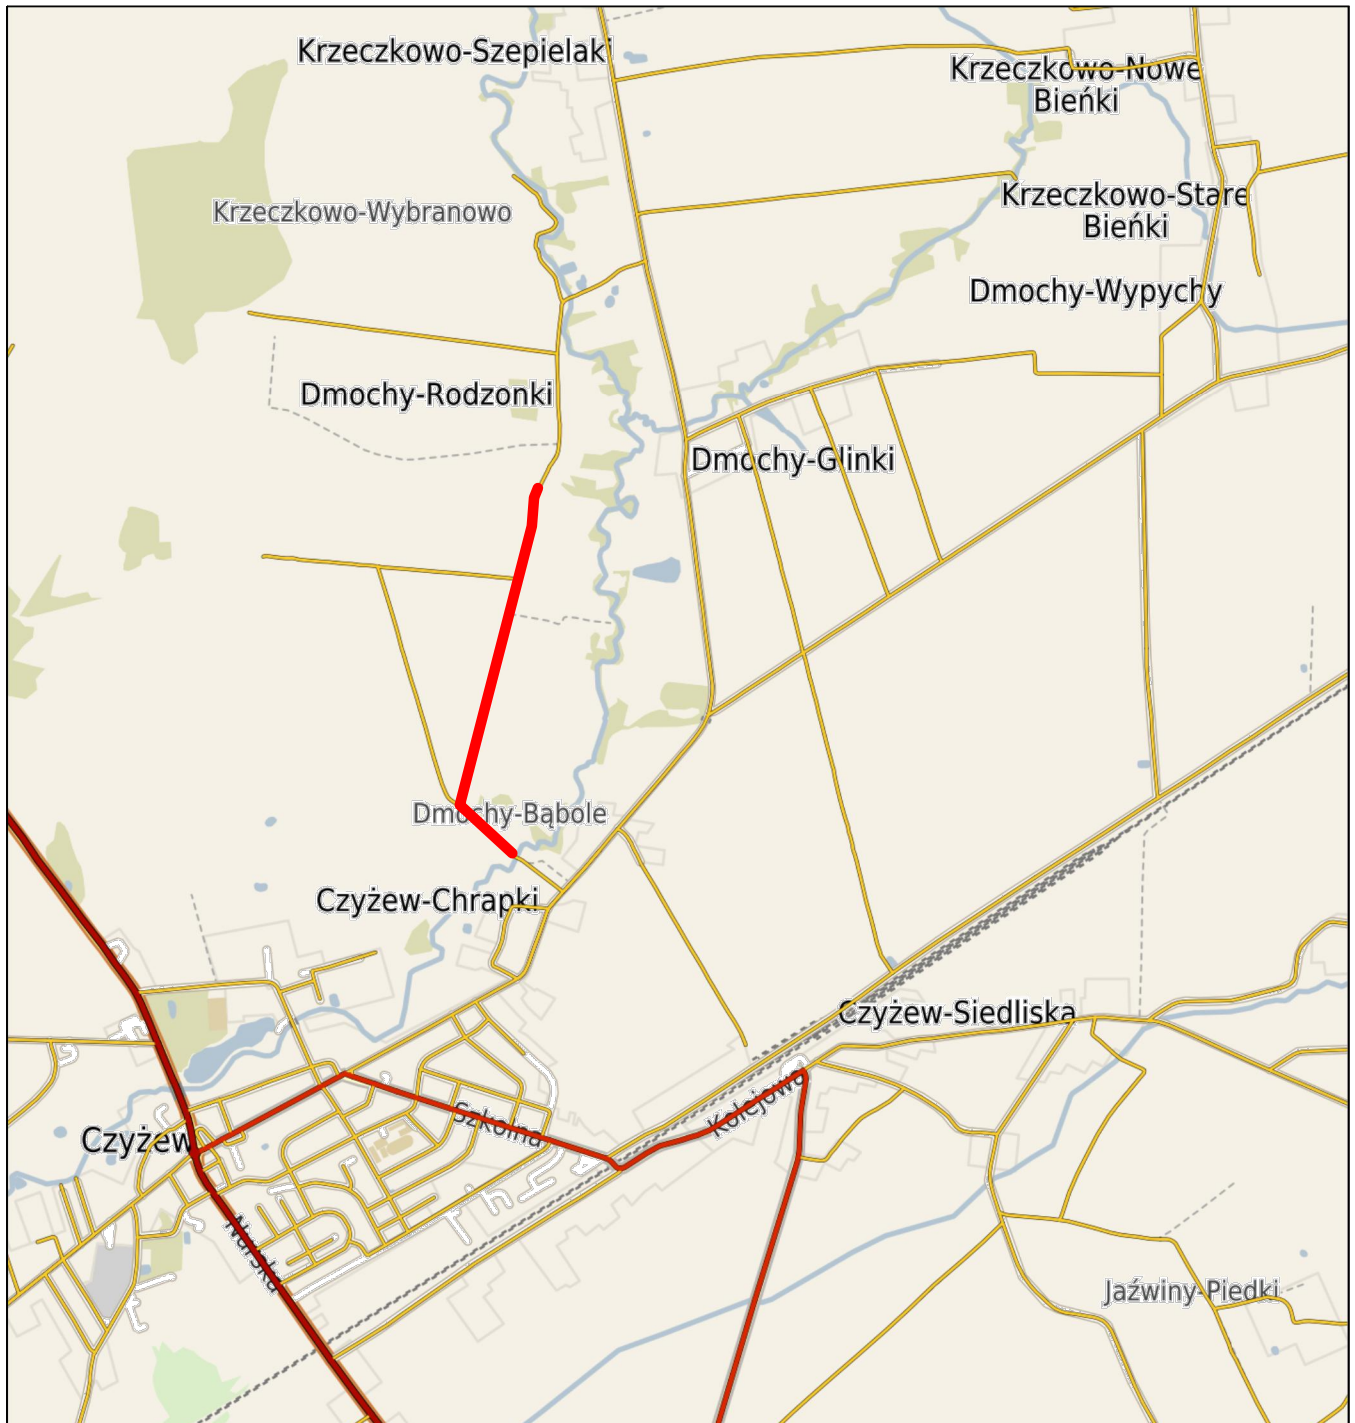 Krzeczkowo-Szepielaki
Krzeczkowo-Nowe
Bieńki
Krzeczkowo-Wybranowo
Krzeczkowo-Stare
Bieńki
Dmochy-Wypychy
Dmochy-Rodzonki
Dmochy-Glinki
Dmochy-Bąbole
Czyżew-Chrapki
Czyżew-Siedliska
Kolejowa
Szkolna
Czyżew
Nurska
Jaźwiny-Piedki